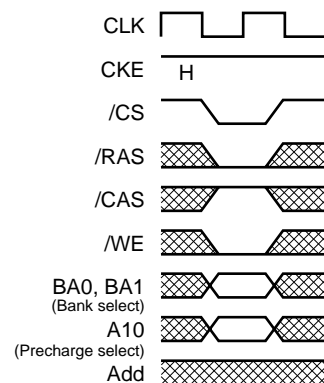 CLK
CKE H
/CS
/RAS
/CAS
/WE
BA0, BA1
(Bank select)
A10
(Precharge select)
Add